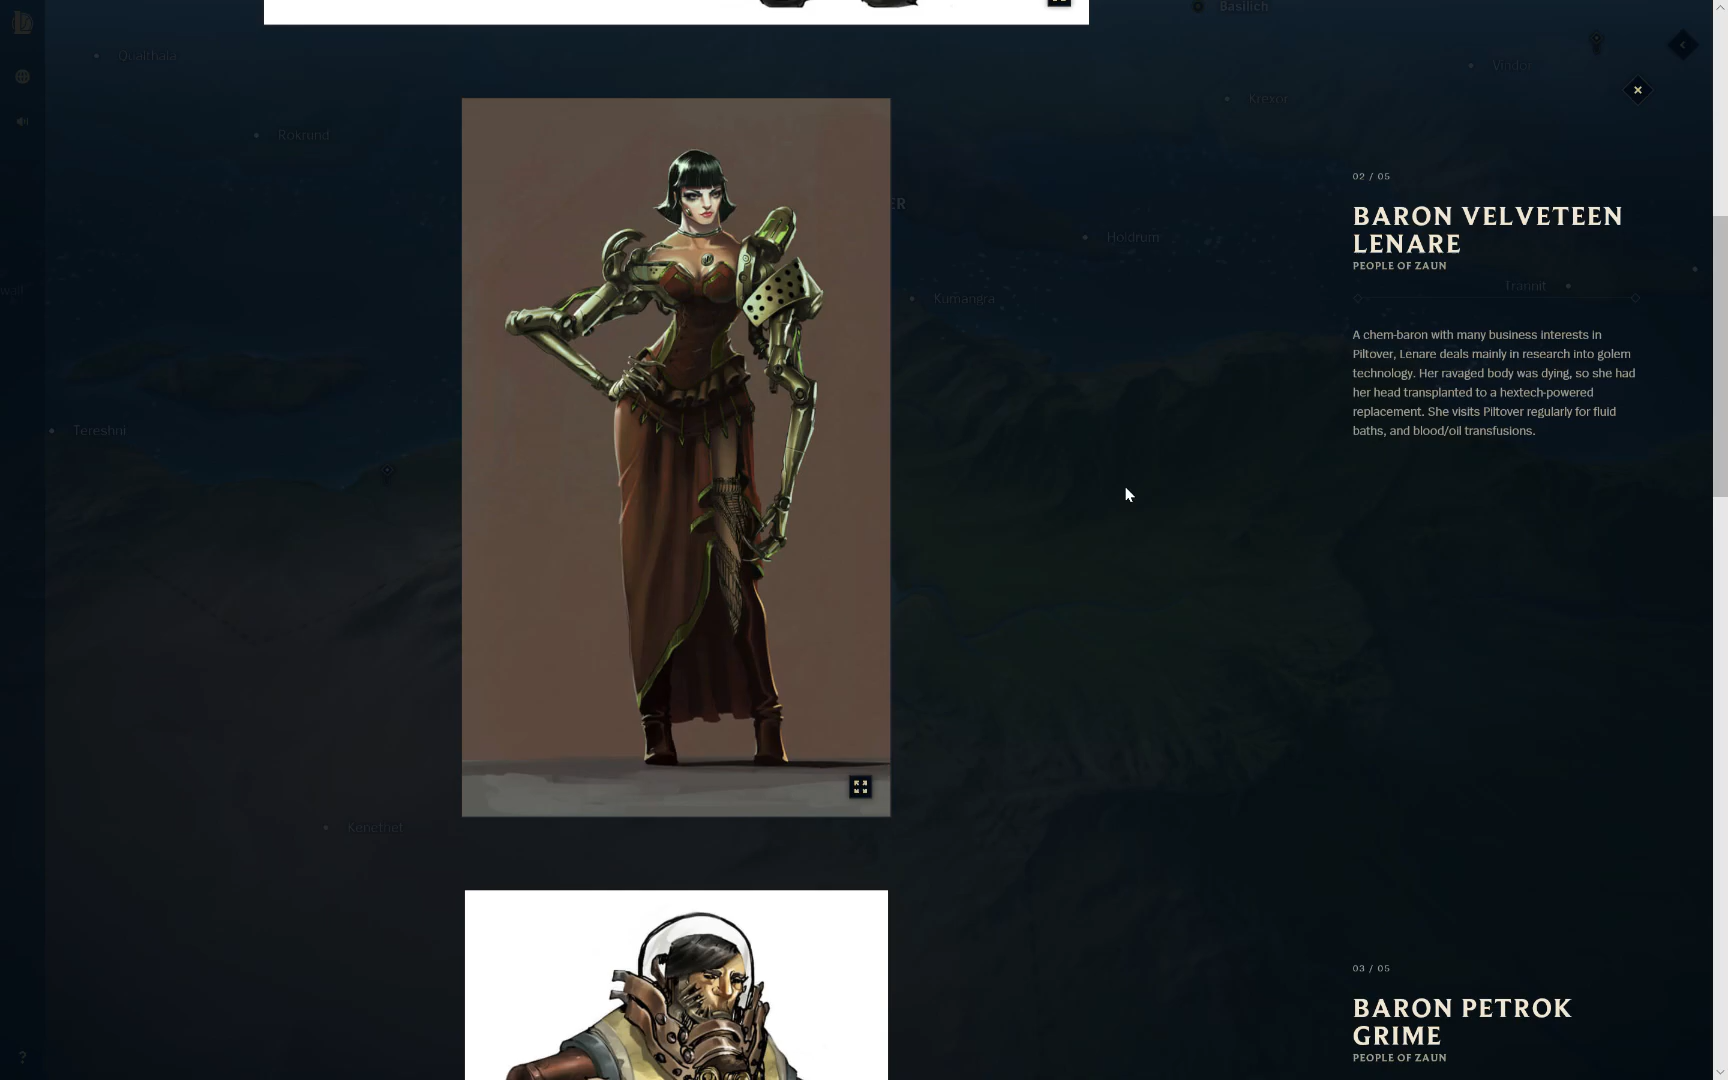 Basilich
Qualthala
Vindor
Krexor
Rokrund
02 / 05
BARON VELVETEEN
LENARE
PEOPLE OF ZAUN
ER
Holdrum
Trannit
wall
Kumangra
A chem-baron with many business interests in
Piltover, Lenare deals mainly in research into golem
technology. Her ravaged body was dying, so she had
her head transplanted to a hextech-powered
replacement. She visits Piltover regularly for fluid
baths, and blood/oil transfusions.
Tereshni
Kenethet
03 / 05
BARON PETROK
GRIME
PEOPLE OF ZAUN
?